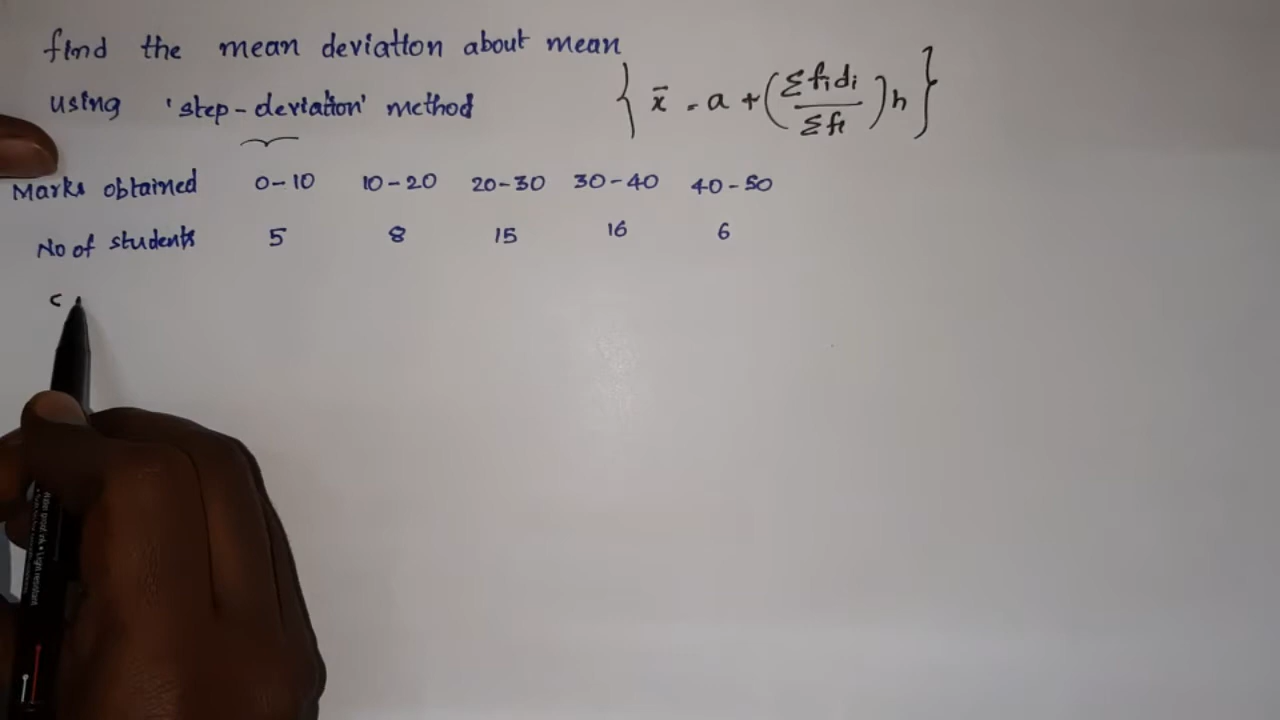 find the mean deviation about mean
using 'step-deviation' method { x̄ = a + (Σfidi / Σfi) h }
Marks obtained 0-10 10-20 20-30 30-40 40-50
No of students 5 8 15 16 6